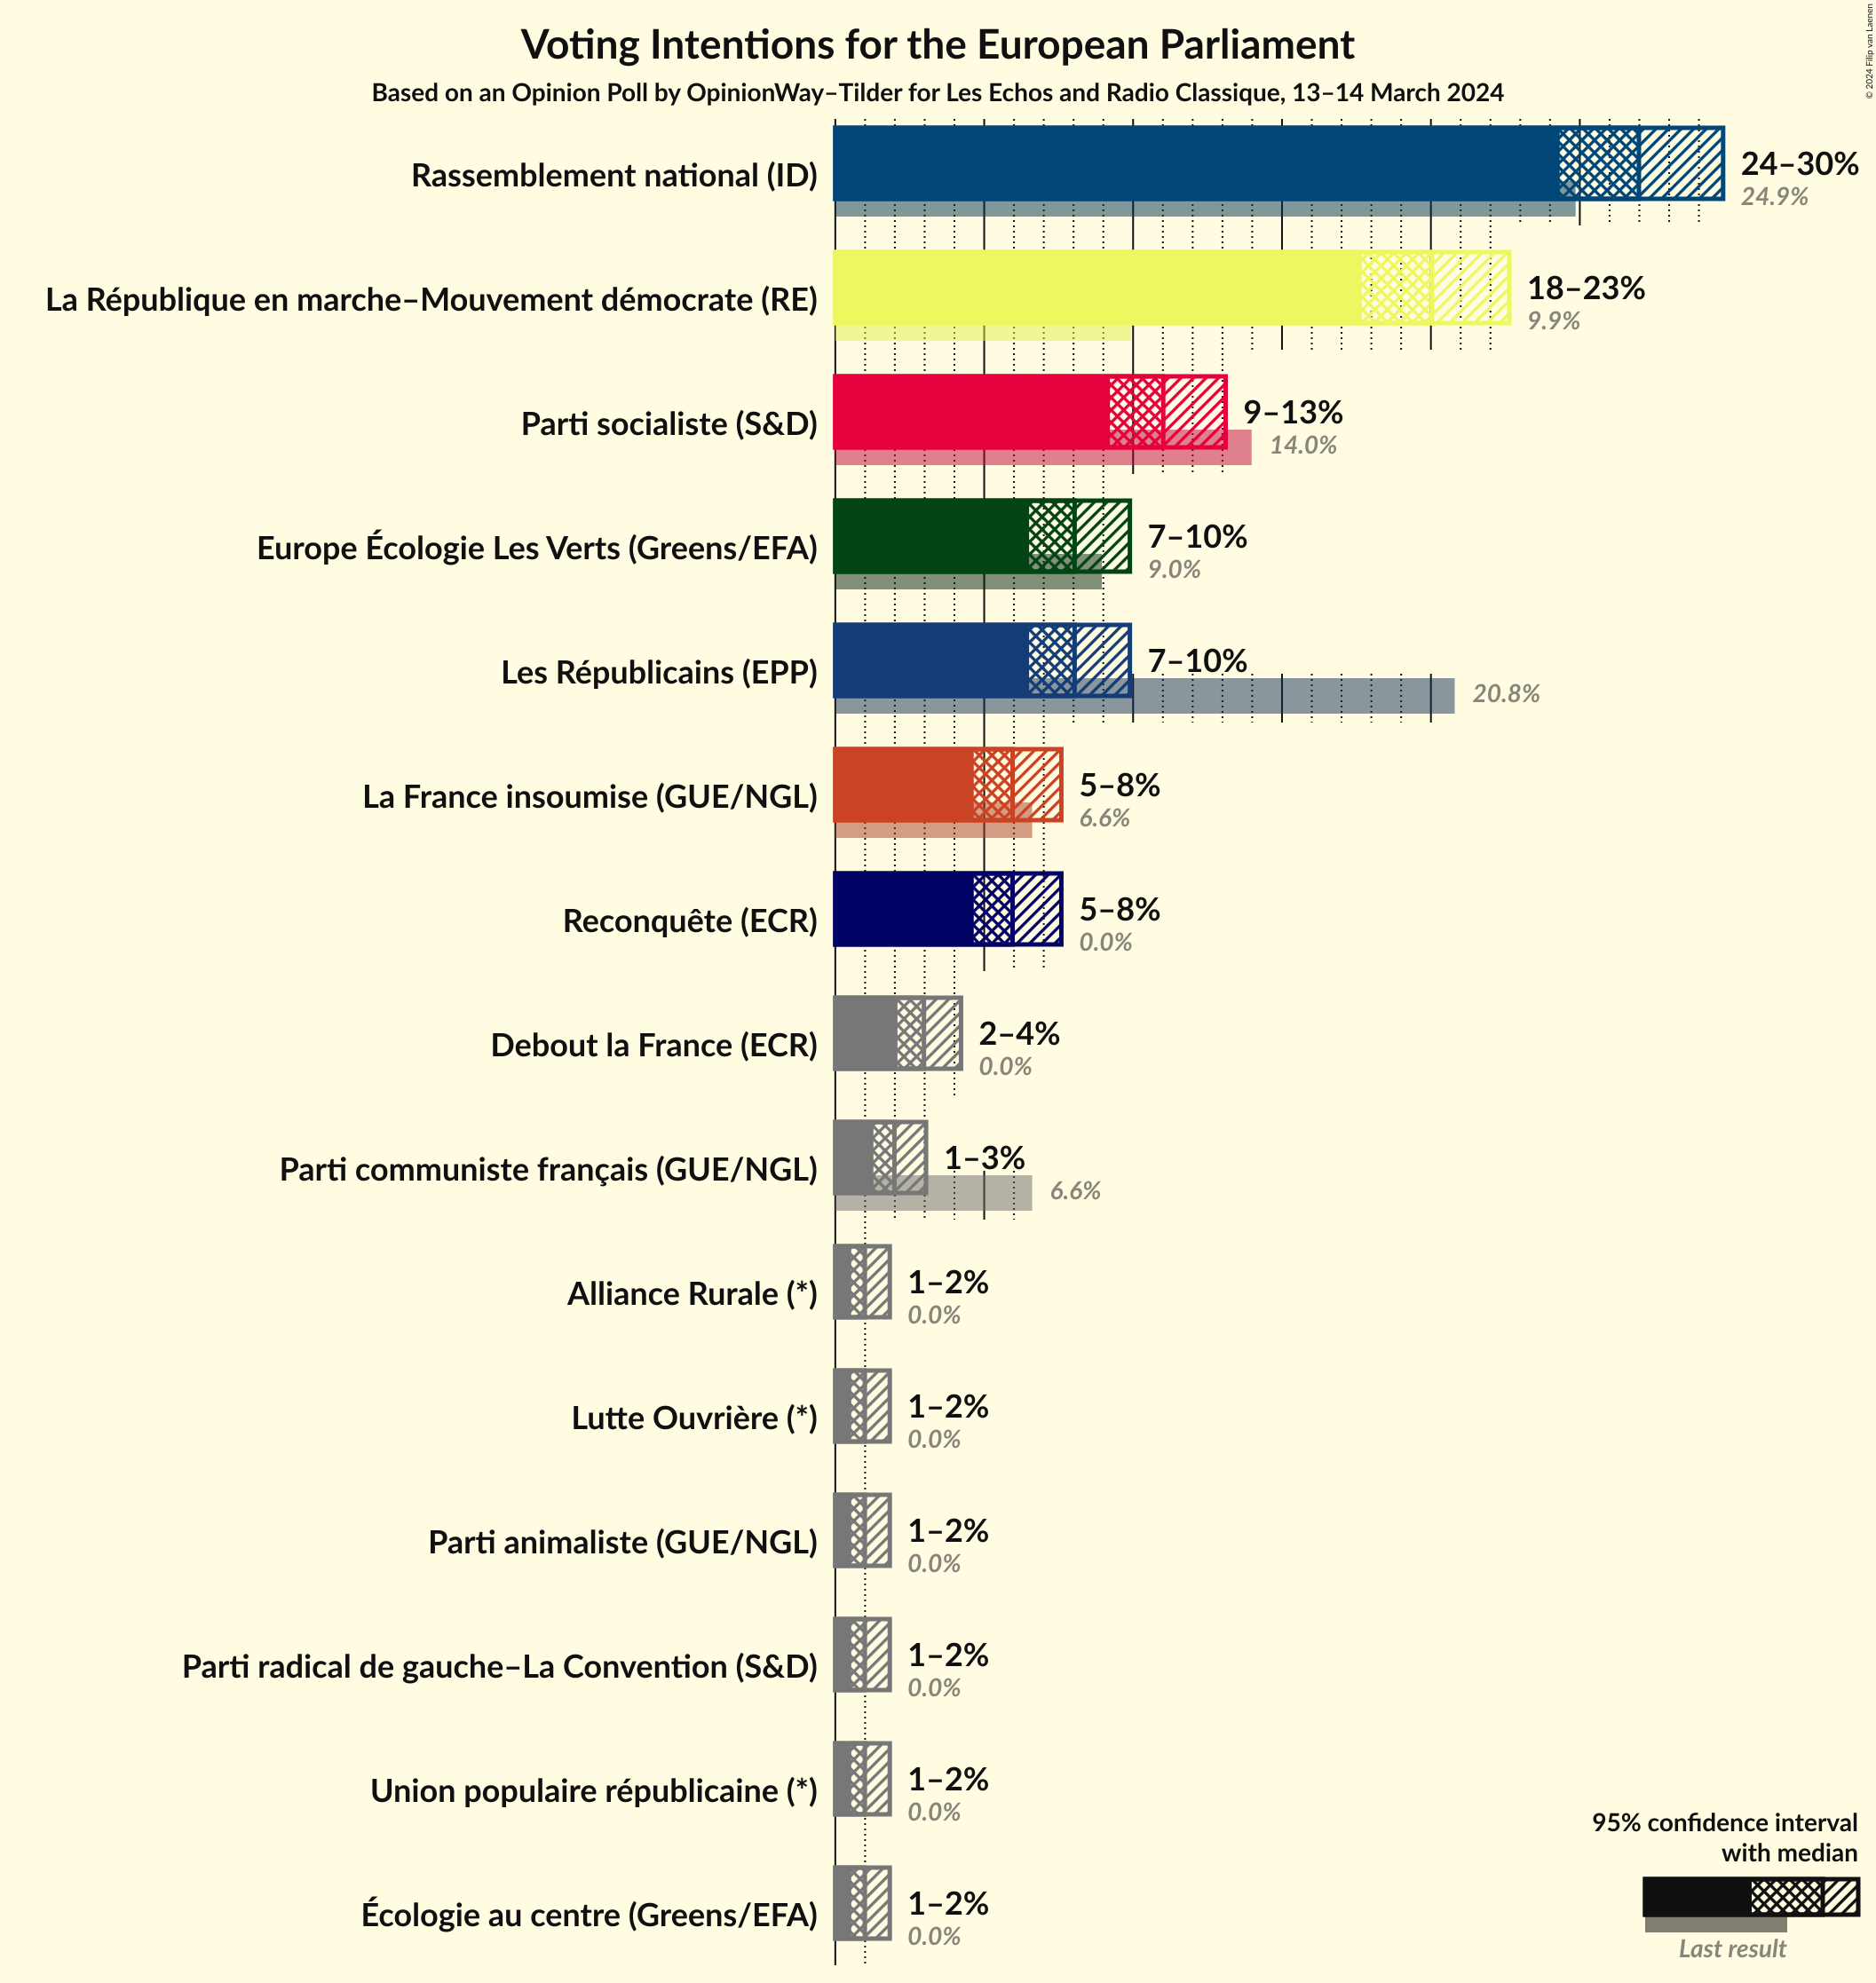 Voting Intentions for the European Parliament
Based on an Opinion Poll by OpinionWay–Tilder for Les Echos and Radio Classique, 13–14 March 2024
© 2024 Filip van Laenen
Rassemblement national (ID)
24–30%
24.9%
La République en marche–Mouvement démocrate (RE)
18–23%
9.9%
Parti socialiste (S&D)
9–13%
14.0%
Europe Écologie Les Verts (Greens/EFA)
7–10%
9.0%
Les Républicains (EPP)
7–10%
20.8%
La France insoumise (GUE/NGL)
5–8%
6.6%
Reconquête (ECR)
5–8%
0.0%
Debout la France (ECR)
2–4%
0.0%
Parti communiste français (GUE/NGL)
1–3%
6.6%
Alliance Rurale (*)
1–2%
0.0%
Lutte Ouvrière (*)
1–2%
0.0%
Parti animaliste (GUE/NGL)
1–2%
0.0%
Parti radical de gauche–La Convention (S&D)
1–2%
0.0%
Union populaire républicaine (*)
1–2%
0.0%
Écologie au centre (Greens/EFA)
1–2%
0.0%
95% confidence interval
with median
Last result